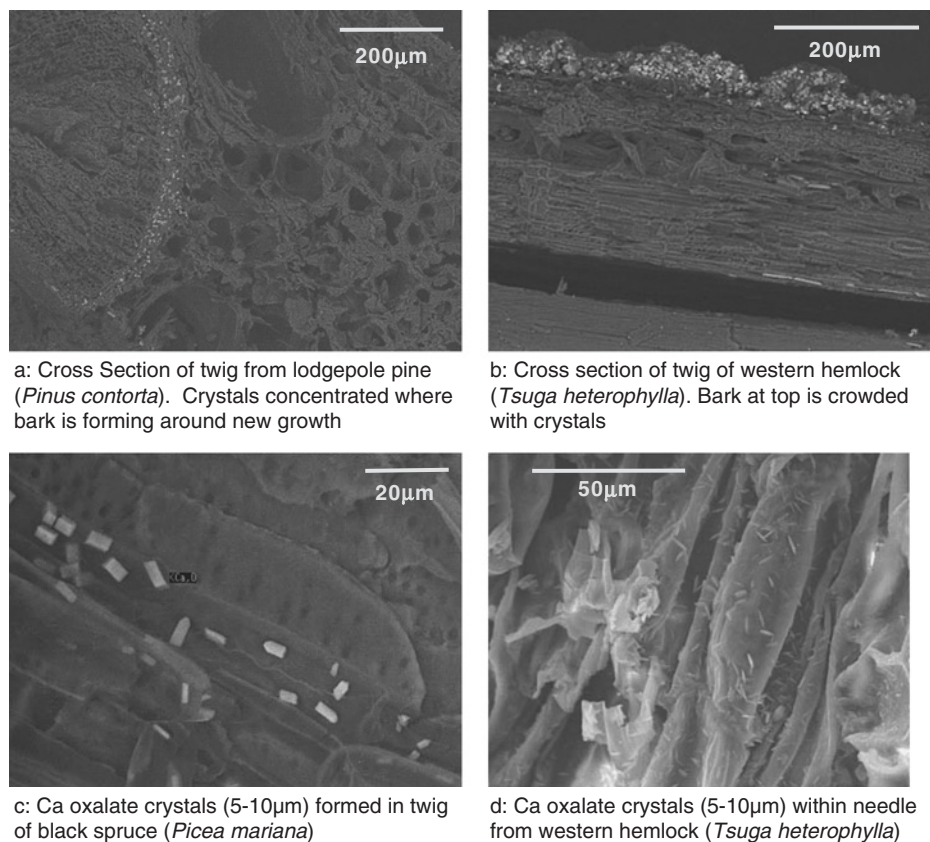 200μm
200μm
a: Cross Section of twig from lodgepole pine
(Pinus contorta). Crystals concentrated where
bark is forming around new growth
b: Cross section of twig of western hemlock
(Tsuga heterophylla). Bark at top is crowded
with crystals
20μm
50μm
c: Ca oxalate crystals (5-10μm) formed in twig
of black spruce (Picea mariana)
d: Ca oxalate crystals (5-10μm) within needle
from western hemlock (Tsuga heterophylla)